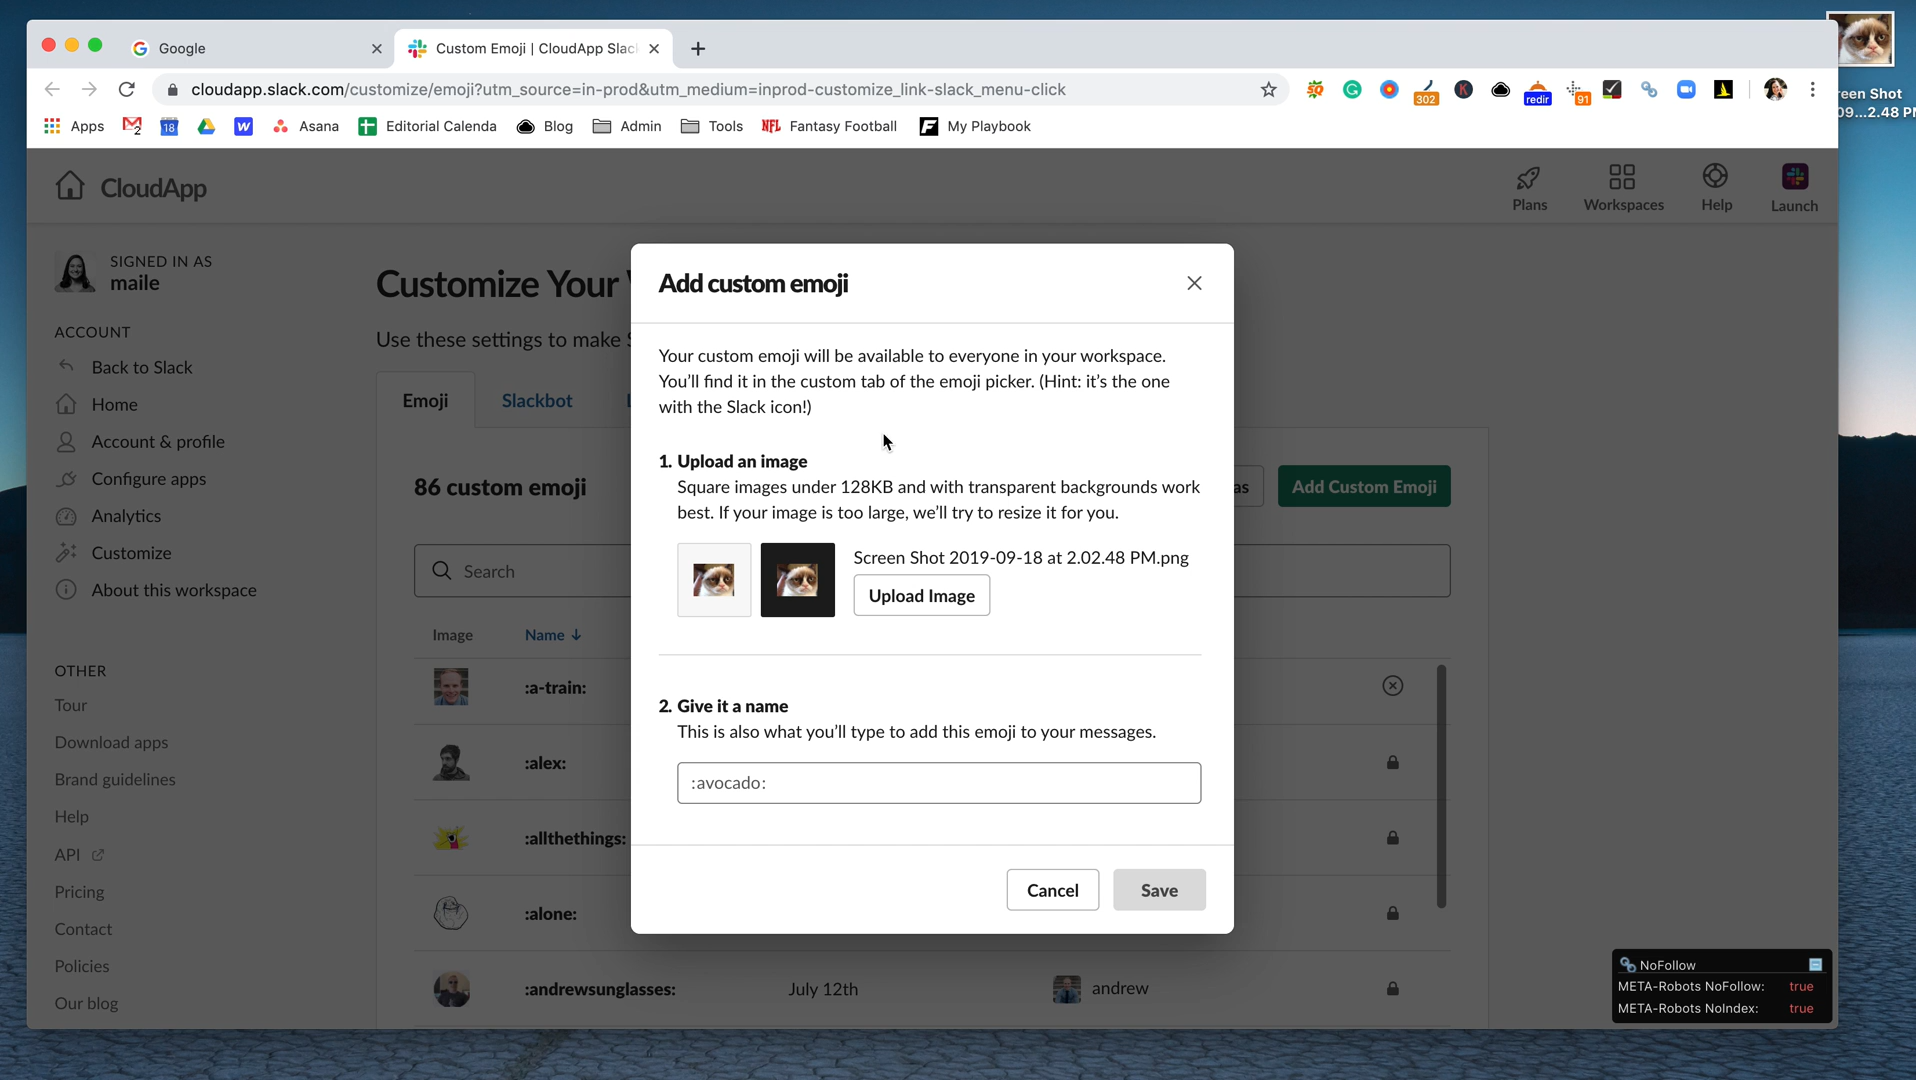 Google
Custom Emoji | CloudApp Slac
cloudapp.slack.com/customize/emoji?utm_source=in-prod&utm_medium=inprod-customize_link-slack_menu-click
302
redir
91
Apps
2
18
W
Asana
Editorial Calenda
Blog
Admin
Tools
NFL Fantasy Football
My Playbook
reen Shot
09...2.48 PM
CloudApp
Plans
Workspaces
Help
Launch
SIGNED IN AS
maile
ACCOUNT
Back to Slack
Home
Account & profile
Configure apps
Analytics
Customize
About this workspace
OTHER
Tour
Download apps
Brand guidelines
Help
API
Pricing
Contact
Policies
Our blog
Customize Your
Use these settings to make
Emoji
Slackbot
86 custom emoji
as
Add Custom Emoji
Search
Image
Name ↓
:a-train:
:alex:
:allthethings:
:alone:
:andrewsunglasses:
July 12th
andrew
Add custom emoji
Your custom emoji will be available to everyone in your workspace.
You'll find it in the custom tab of the emoji picker. (Hint: it's the one
with the Slack icon!)
1. Upload an image
Square images under 128KB and with transparent backgrounds work
best. If your image is too large, we'll try to resize it for you.
Screen Shot 2019-09-18 at 2.02.48 PM.png
Upload Image
2. Give it a name
This is also what you'll type to add this emoji to your messages.
:avocado:
Cancel
Save
NoFollow
META-Robots NoFollow: true
META-Robots NoIndex: true